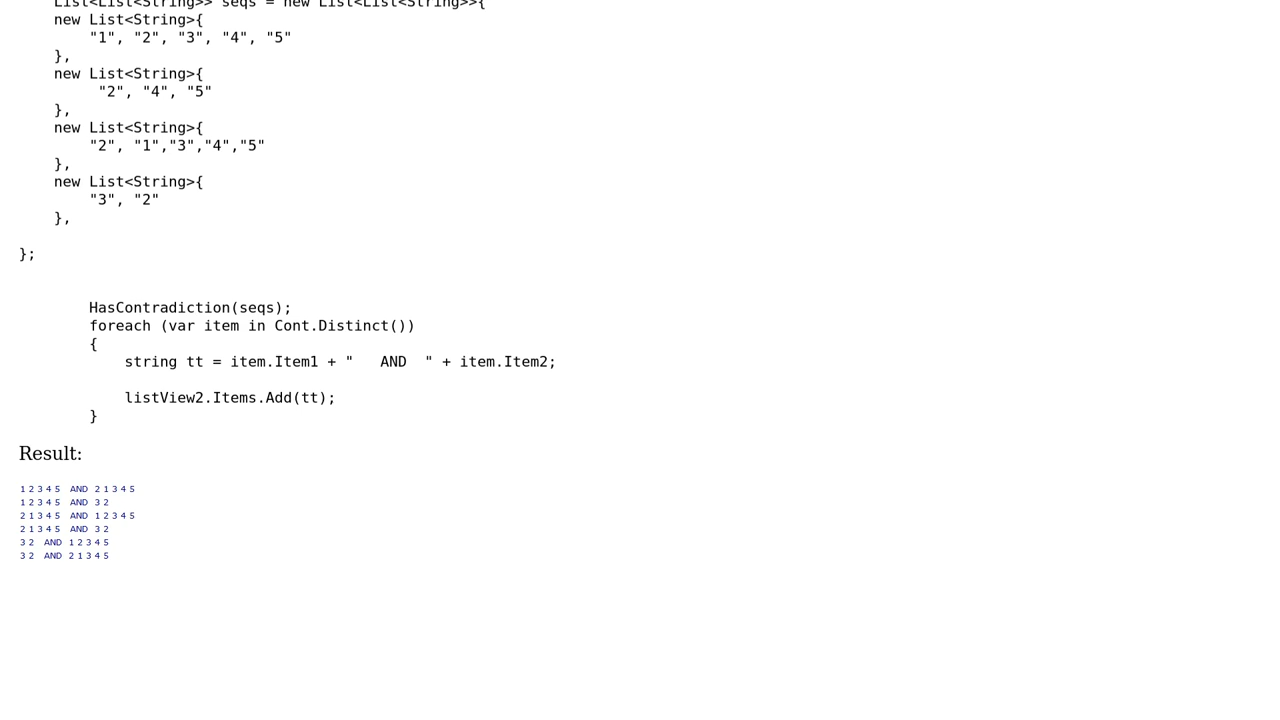 List<List<String>> seqs = new List<List<String>>{
    new List<String>{
        "1", "2", "3", "4", "5"
    },
    new List<String>{
         "2", "4", "5"
    },
    new List<String>{
        "2", "1","3","4","5"
    },
    new List<String>{
        "3", "2"
    },
};
        HasContradiction(seqs);
        foreach (var item in Cont.Distinct())
        {
            string tt = item.Item1 + "   AND  " + item.Item2;
            listView2.Items.Add(tt);
        }
Result:
1 2 3 4 5   AND  2 1 3 4 5
1 2 3 4 5   AND  3 2
2 1 3 4 5   AND  1 2 3 4 5
2 1 3 4 5   AND  3 2
3 2   AND  1 2 3 4 5
3 2   AND  2 1 3 4 5